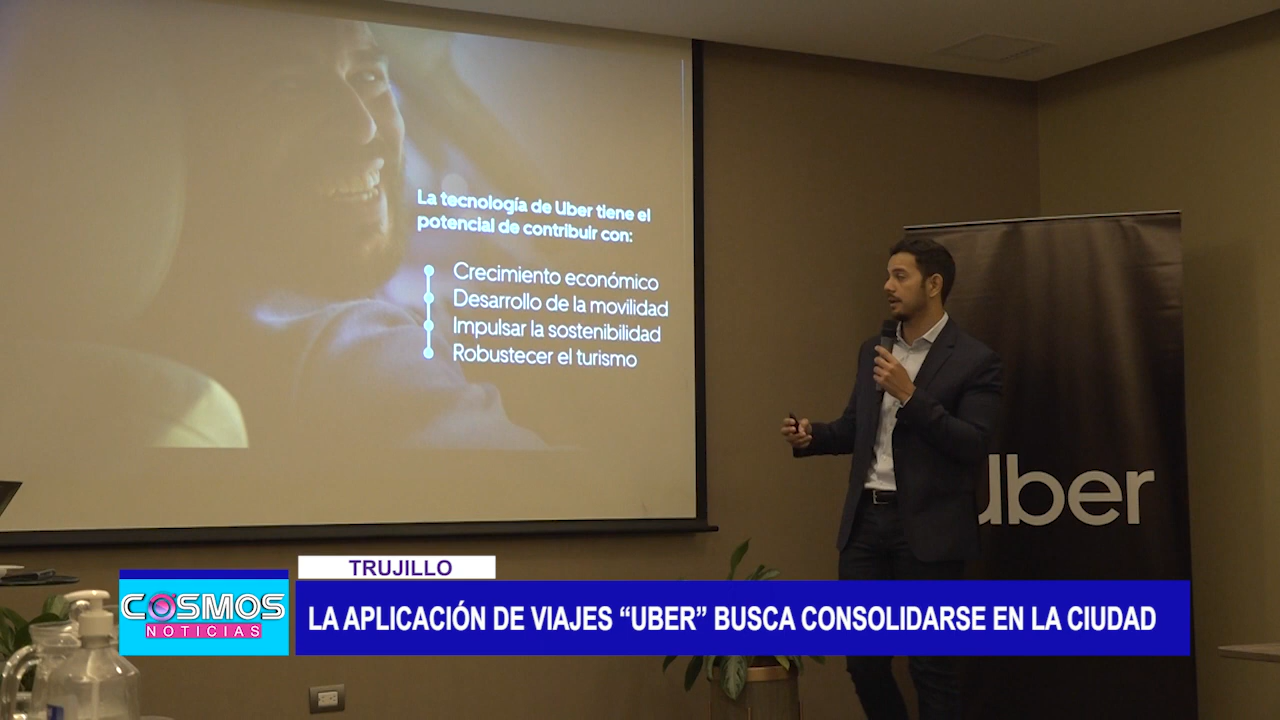 La tecnología de Uber tiene el
potencial de contribuir con:
Crecimiento económico
Desarrollo de la movilidad
Impulsar la sostenibilidad
Robustecer el turismo
Uber
TRUJILLO
COSMOS
NOTICIAS
LA APLICACIÓN DE VIAJES “UBER” BUSCA CONSOLIDARSE EN LA CIUDAD